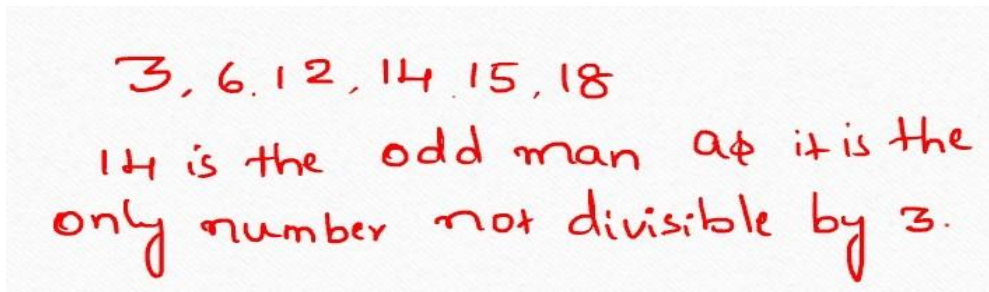 3, 6. 12, 14. 15, 18
14 is the odd man as it is the
only number not divisible by 3.